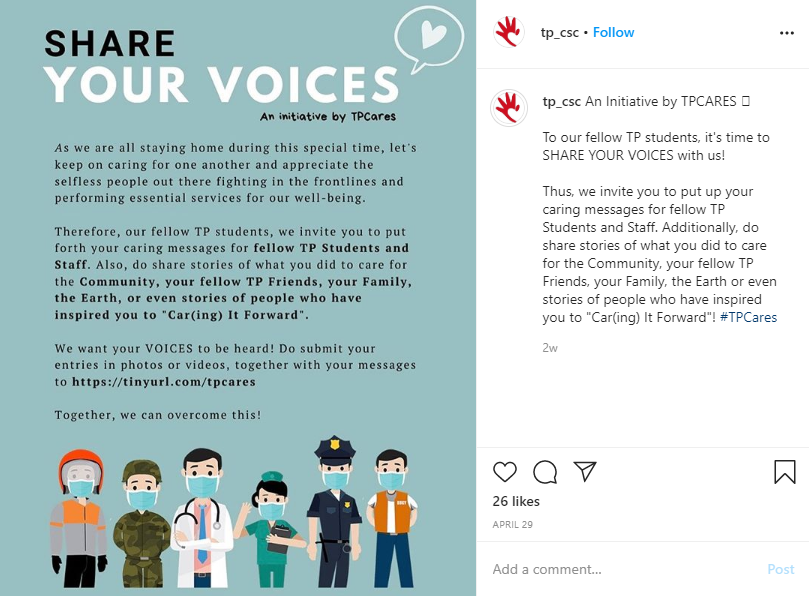 SHARE
YOUR VOICES
An initiative by TPCares
As we are all staying home during this special time, let's
keep on caring for one another and appreciate the
selfless people out there fighting in the frontlines and
performing essential services for our well-being.
Therefore, our fellow TP students, we invite you to put
forth your caring messages for fellow TP Students and
Staff. Also, do share stories of what you did to care for
the Community, your fellow TP Friends, your Family,
the Earth, or even stories of people who have
inspired you to "Car(ing) It Forward".
We want your VOICES to be heard! Do submit your
entries in photos or videos, together with your messages
to https://tinyurl.com/tpcares
Together, we can overcome this!
tp_csc • Follow
tp_csc An Initiative by TPCARES
To our fellow TP students, it's time to
SHARE YOUR VOICES with us!
Thus, we invite you to put up your
caring messages for fellow TP
Students and Staff. Additionally, do
share stories of what you did to care
for the Community, your fellow TP
Friends, your Family, the Earth or even
stories of people who have inspired
you to "Car(ing) It Forward"! #TPCares
2w
26 likes
APRIL 29
Add a comment...
Post